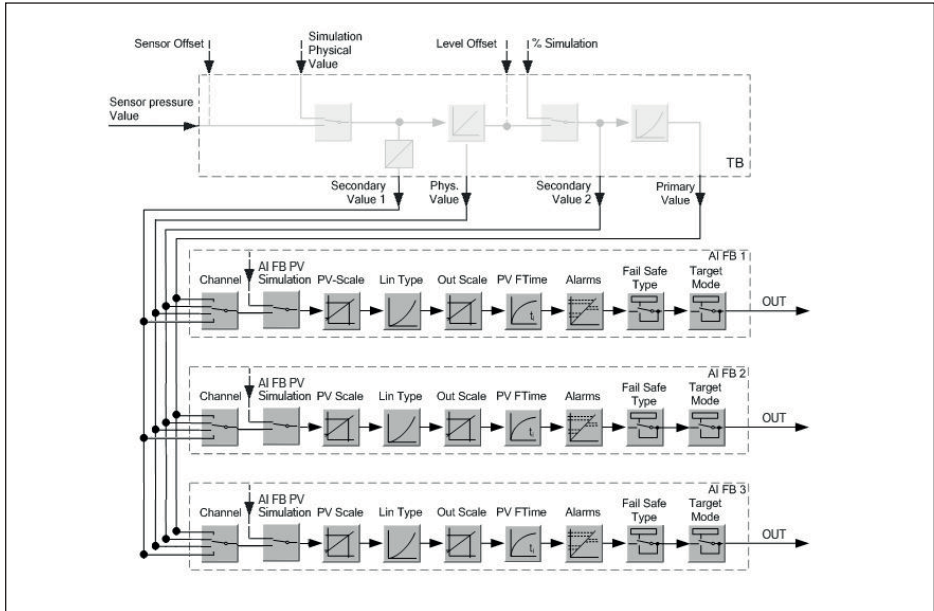 Sensor Offset
Simulation
Physical
Value
Level Offset
% Simulation
Sensor pressure
Value
TB
Secondary
Value 1
Phys.
Value
Secondary
Value 2
Primary
Value
AI FB 1
Channel
AI FB PV
Simulation
PV-Scale
Lin Type
Out Scale
PV FTime
Alarms
Fail Safe
Type
Target
Mode
OUT
ti
AI FB 2
Channel
AI FB PV
Simulation
PV Scale
Lin Type
Out Scale
PV FTime
Alarms
Fail Safe
Type
Target
Mode
OUT
ti
AI FB 3
Channel
AI FB PV
Simulation
PV Scale
Lin Type
Out Scale
PV FTime
Alarms
Fail Safe
Type
Target
Mode
OUT
ti